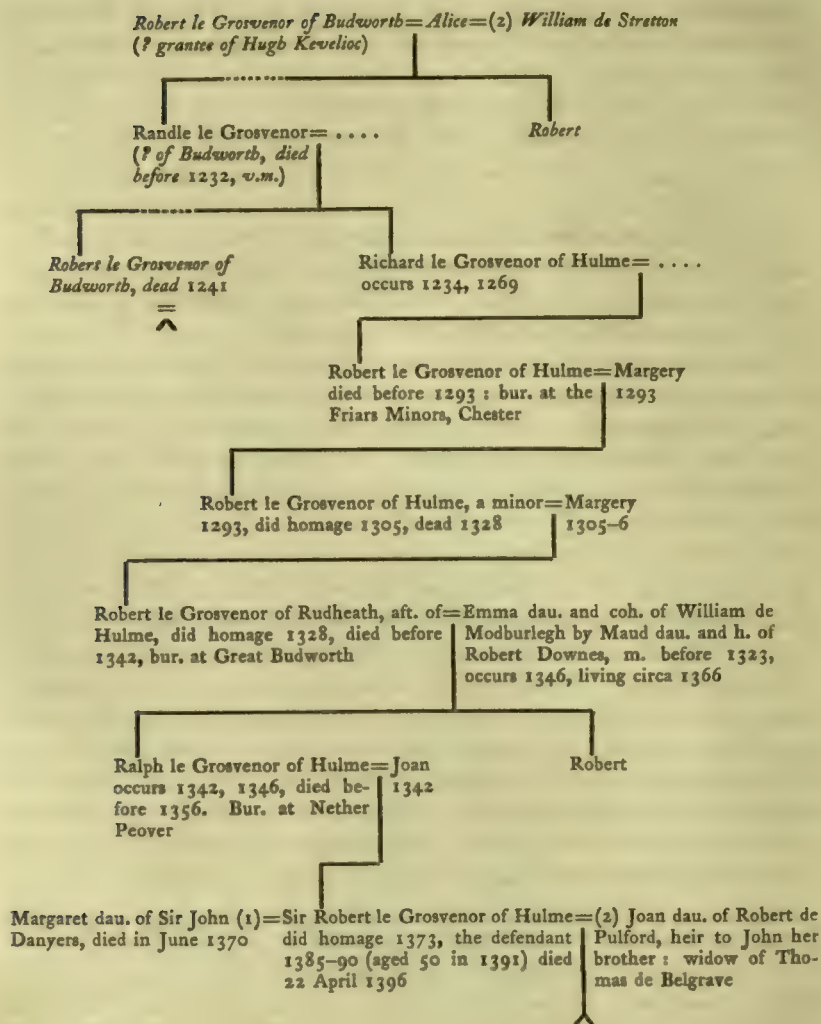 Robert le Grosvenor of Budworth=Alice=(2) William de Stretton
(? grantee of Hugh Kevelioc)
Randle le Grosvenor= . . . .
(? of Budworth, died
before 1232, v.m.)
Robert
Robert le Grosvenor of
Budworth, dead 1241
=
Richard le Grosvenor of Hulme= . . . .
occurs 1234, 1269
Robert le Grosvenor of Hulme=Margery
died before 1293 : bur. at the 1293
Friars Minors, Chester
Robert le Grosvenor of Hulme, a minor=Margery
1293, did homage 1305, dead 1328 1305–6
Robert le Grosvenor of Rudheath, aft. of=Emma dau. and coh. of William de
Hulme, did homage 1328, died before Modburlegh by Maud dau. and h. of
1342, bur. at Great Budworth Robert Downes, m. before 1323,
occurs 1346, living circa 1366
Ralph le Grosvenor of Hulme=Joan
occurs 1342, 1346, died be- 1342
fore 1356. Bur. at Nether
Peover
Robert
Margaret dau. of Sir John (1)=Sir Robert le Grosvenor of Hulme=(2) Joan dau. of Robert de
Danyers, died in June 1370 did homage 1373, the defendant Pulford, heir to John her
1385–90 (aged 50 in 1391) died brother : widow of Tho-
22 April 1396 mas de Belgrave